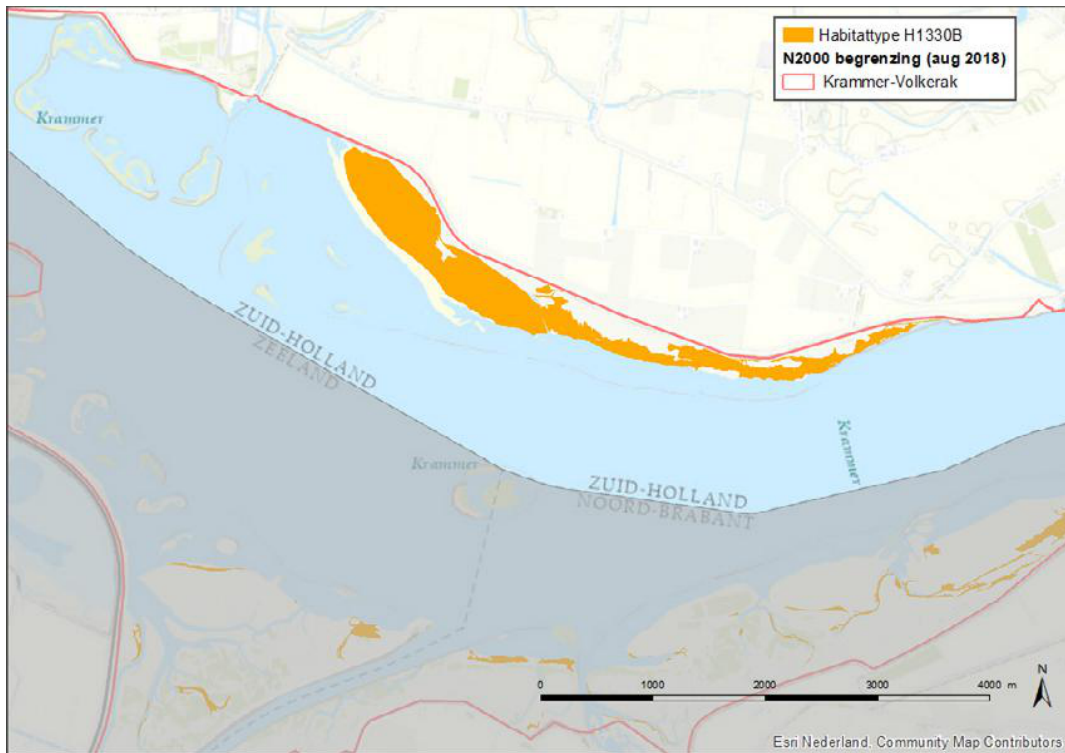 Habitattype H1330B
N2000 begrenzing (aug 2018)
Krammer-Volkerak
Krammer
ZUID-HOLLAND
ZEELAND
Krammer
Krammer
ZUID-HOLLAND
NOORD-BRABANT
N
0 1000 2000 3000 4000 m
Esri Nederland, Community Map Contributors